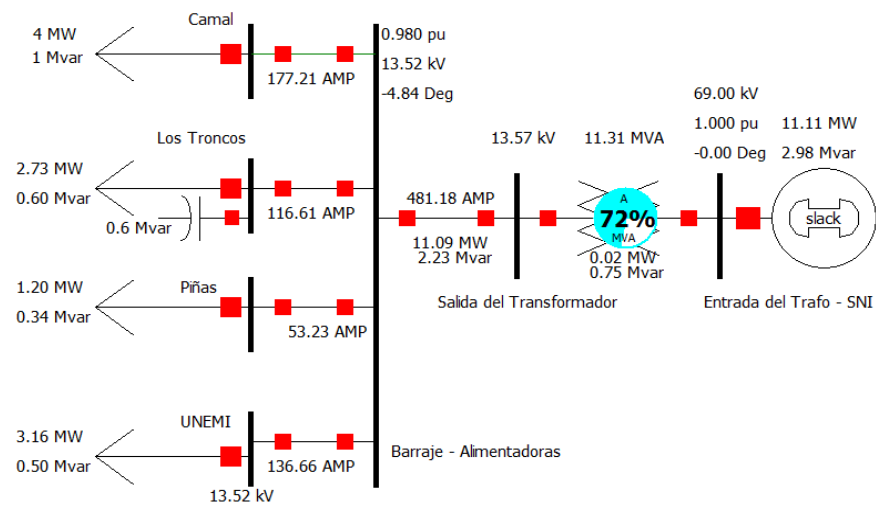 Camal
4 MW
1 Mvar
177.21 AMP
0.980 pu
13.52 kV
-4.84 Deg
Los Troncos
2.73 MW
0.60 Mvar
0.6 Mvar
116.61 AMP
Piñas
1.20 MW
0.34 Mvar
53.23 AMP
UNEMI
3.16 MW
0.50 Mvar
136.66 AMP
13.52 kV
Barraje - Alimentadoras
481.18 AMP
11.09 MW
2.23 Mvar
13.57 kV
Salida del Transformador
11.31 MVA
A
72%
MVA
0.02 MW
0.75 Mvar
69.00 kV
1.000 pu
-0.00 Deg
11.11 MW
2.98 Mvar
slack
Entrada del Trafo - SNI